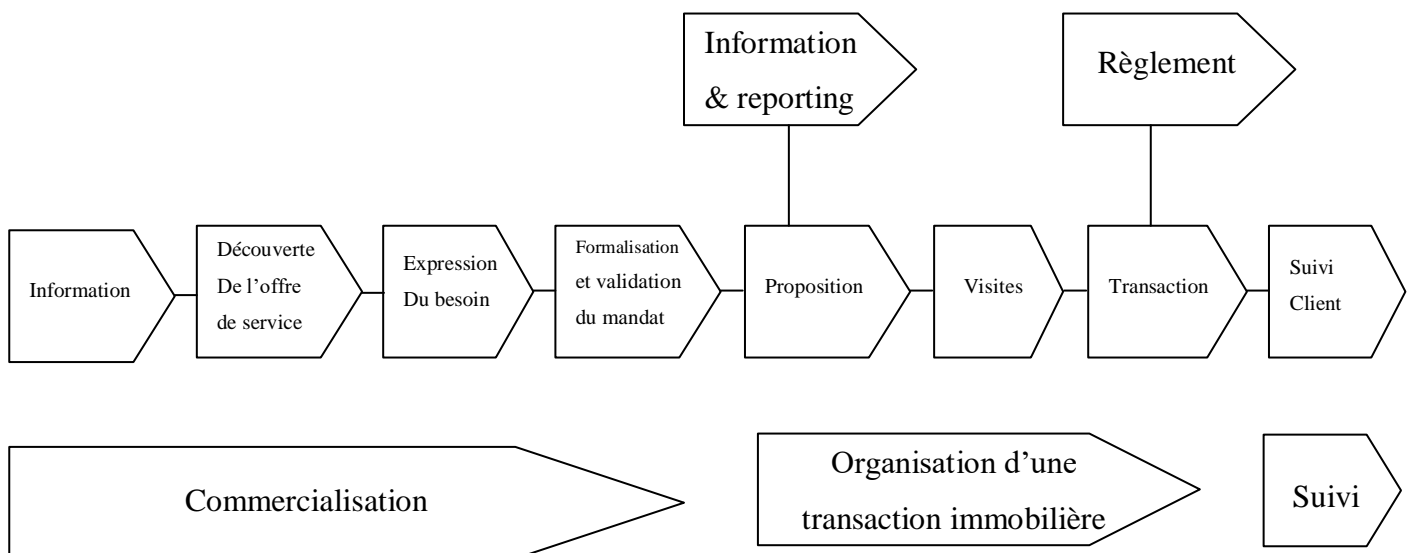 Information
& reporting
Règlement
Information
Découverte
De l’offre
de service
Expression
Du besoin
Formalisation
et validation
du mandat
Proposition
Visites
Transaction
Suivi
Client
Commercialisation
Organisation d’une
transaction immobilière
Suivi